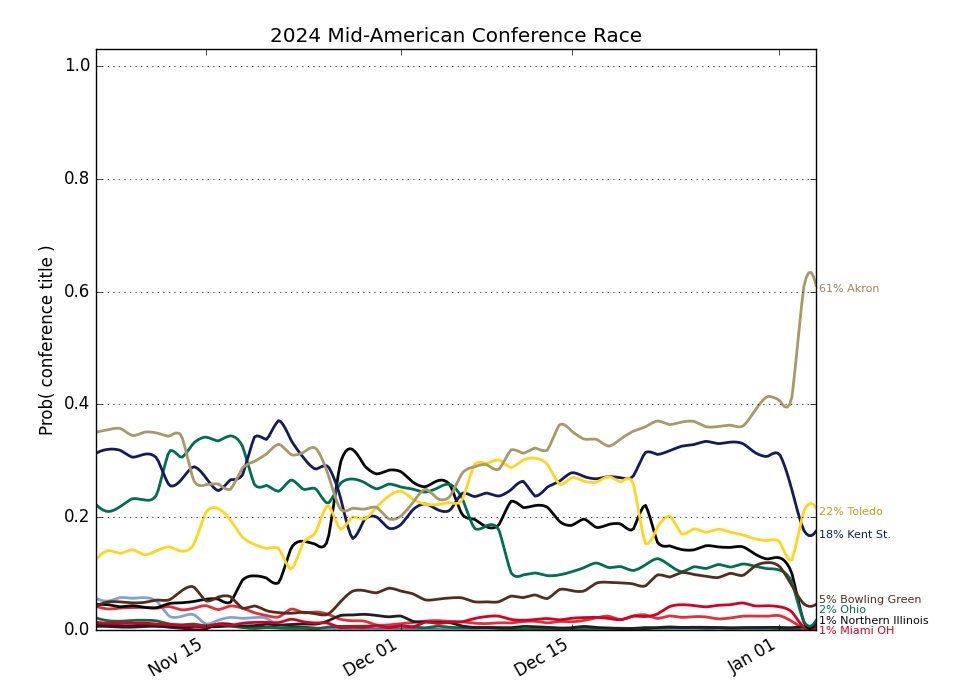 2024 Mid-American Conference Race
Prob( conference title )
1.0
0.8
0.6
0.4
0.2
0.0
61% Akron
22% Toledo
18% Kent St.
5% Bowling Green
2% Ohio
1% Northern Illinois
1% Miami OH
Nov 15
Dec 01
Dec 15
Jan 01